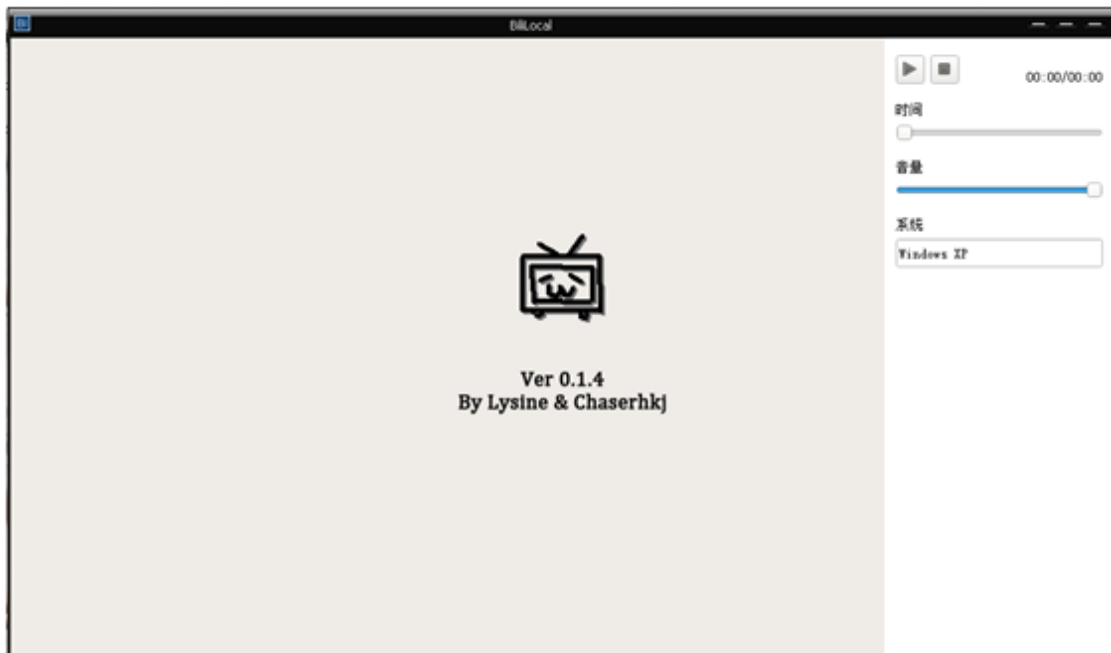 Bili
BiliLocal
00:00/00:00
时间
音量
系统
Windows XP
Ver 0.1.4
By Lysine & Chaserhkj